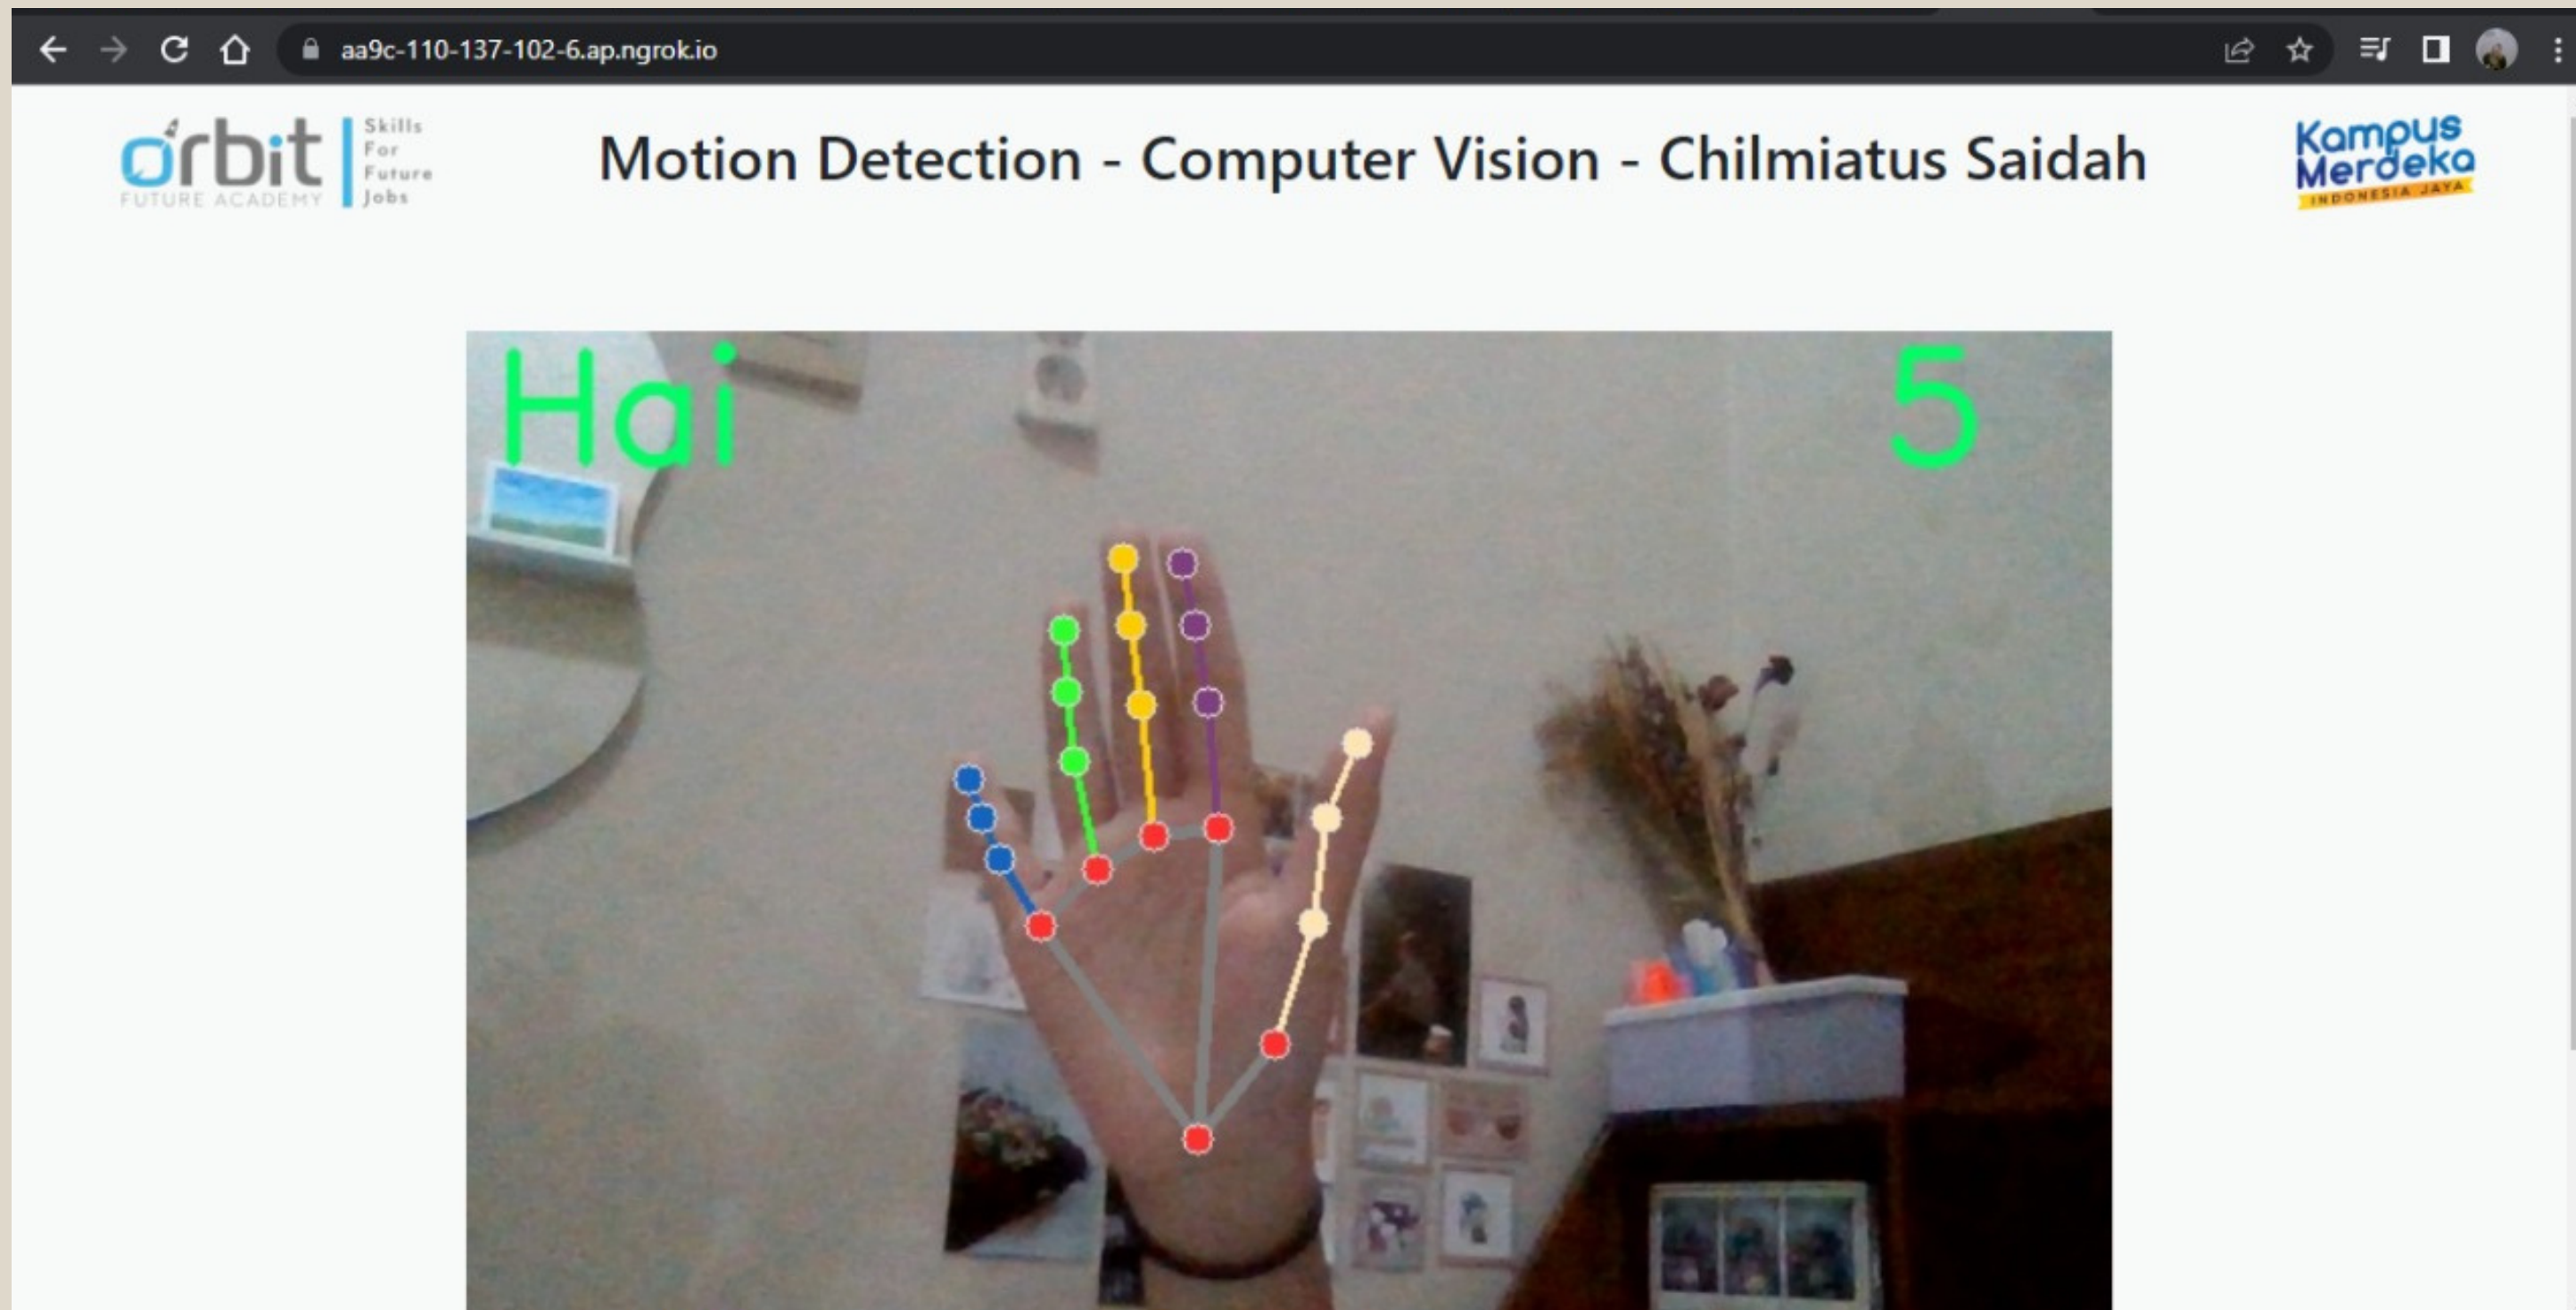 aa9c-110-137-102-6.ap.ngrok.io
orbit
FUTURE ACADEMY
Skills
For
Future
Jobs
Motion Detection - Computer Vision - Chilmiatus Saidah
Kampus
Merdeka
INDONESIA JAYA
Hai
5